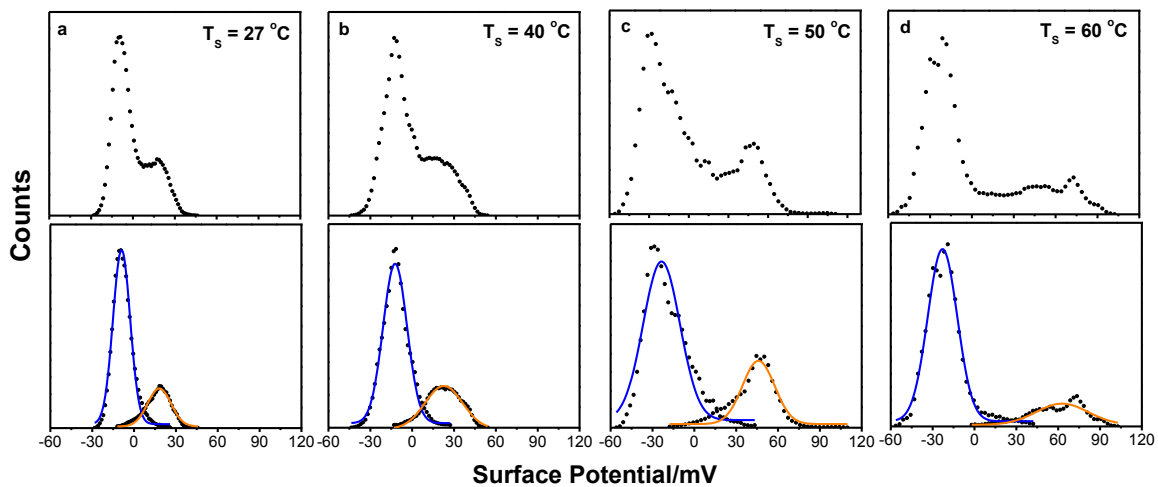 a
T_S = 27 °C
b
T_S = 40 °C
c
T_S = 50 °C
d
T_S = 60 °C
Counts
-60 -30 0 30 60 90 120
-60 -30 0 30 60 90 120
-60 -30 0 30 60 90 120
-60 -30 0 30 60 90 120
Surface Potential/mV